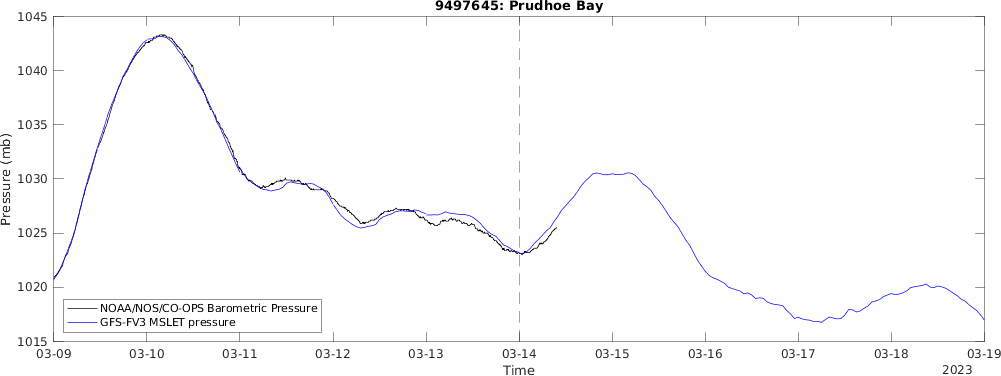 9497645: Prudhoe Bay
1045
1040
1035
1030
1025
1020
1015
Pressure (mb)
NOAA/NOS/CO-OPS Barometric Pressure
GFS-FV3 MSLET pressure
03-09 03-10 03-11 03-12 03-13 03-14 03-15 03-16 03-17 03-18 03-19
Time
2023